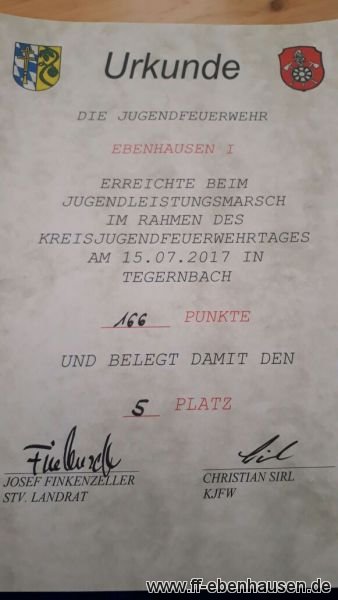 Urkunde
DIE JUGENDFEUERWEHR
EBENHAUSEN I
ERREICHTE BEIM
JUGENDLEISTUNGSMARSCH
IM RAHMEN DES
KREISJUGENDFEUERWEHRTAGES
AM 15.07.2017 IN
TEGERNBACH
166 PUNKTE
UND BELEGT DAMIT DEN
5 PLATZ
JOSEF FINKENZELLER
STV. LANDRAT
CHRISTIAN SIRL
KJFW
www.ff-ebenhausen.de